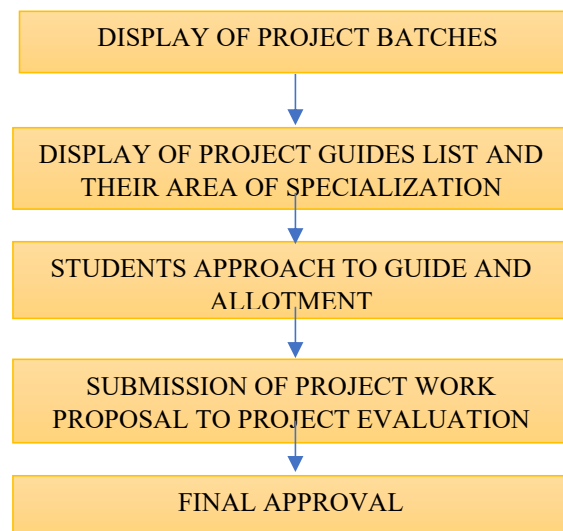 DISPLAY OF PROJECT BATCHES
DISPLAY OF PROJECT GUIDES LIST AND
THEIR AREA OF SPECIALIZATION
STUDENTS APPROACH TO GUIDE AND
ALLOTMENT
SUBMISSION OF PROJECT WORK
PROPOSAL TO PROJECT EVALUATION
FINAL APPROVAL